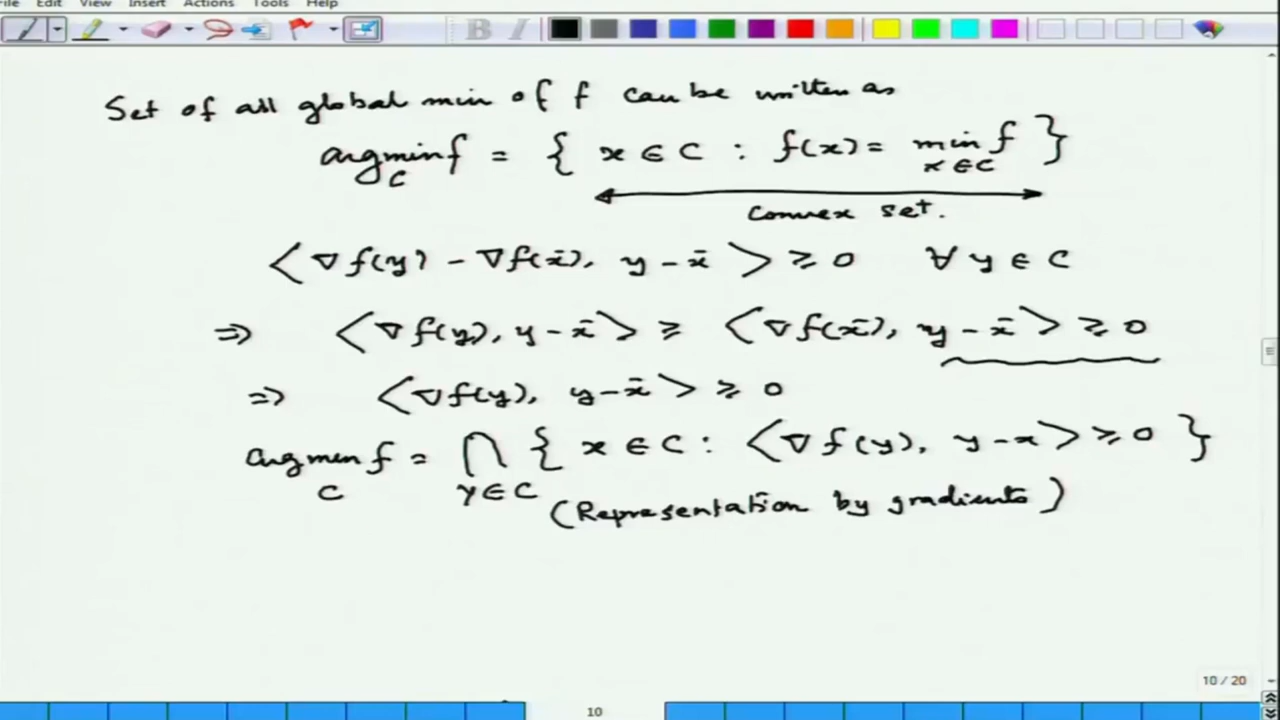 File Edit View Insert Actions Tools Help
B I
Set of all global min of f can be written as
argmin f = { x ∈ C : f(x) = min f }
C x ∈ C
Convex set.
⟨∇f(y) - ∇f(x̄), y - x̄⟩ ≥ 0 ∀ y ∈ C
⇒ ⟨∇f(y), y - x̄⟩ ≥ ⟨∇f(x̄), y - x̄⟩ ≥ 0
⇒ ⟨∇f(y), y - x̄⟩ ≥ 0
argmin f = ⋂ { x ∈ C : ⟨∇f(y), y - x⟩ ≥ 0 }
C y ∈ C
(Representation by gradients)
10 / 20
10